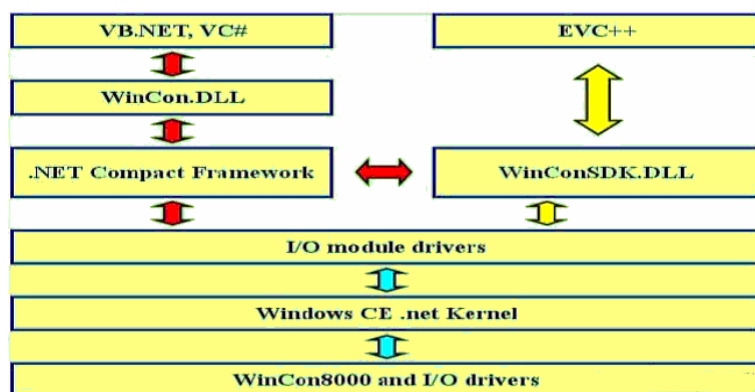 VB.NET, VC#
EVC++
WinCon.DLL
.NET Compact Framework
WinConSDK.DLL
I/O module drivers
Windows CE .net Kernel
WinCon8000 and I/O drivers